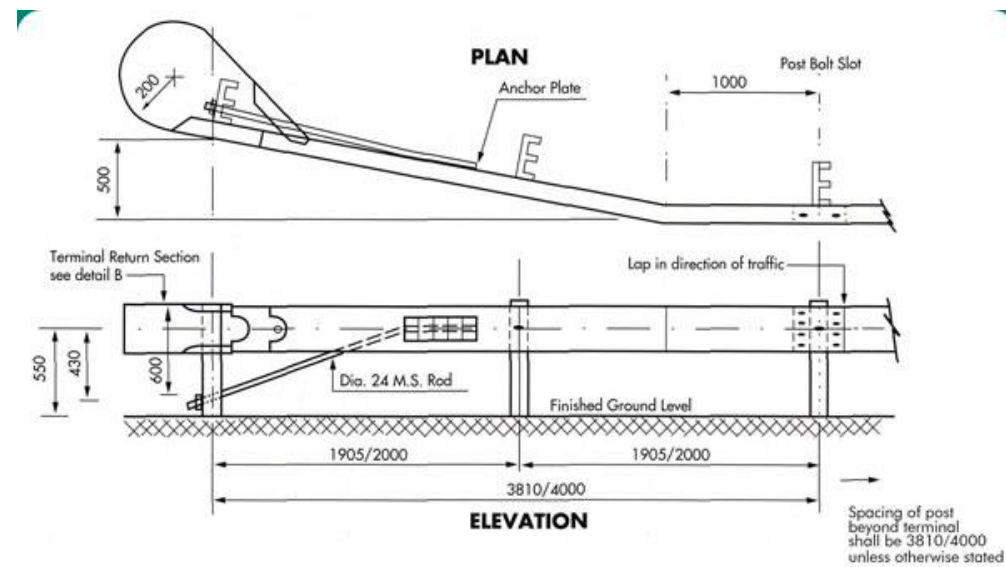 PLAN
Post Bolt Slot
1000
Anchor Plate
200
500
Terminal Return Section
see detail B
Lap in direction of traffic
550
430
600
Dia. 24 M.S. Rod
Finished Ground Level
1905/2000
1905/2000
3810/4000
ELEVATION
Spacing of post
beyond terminal
shall be 3810/4000
unless otherwise stated